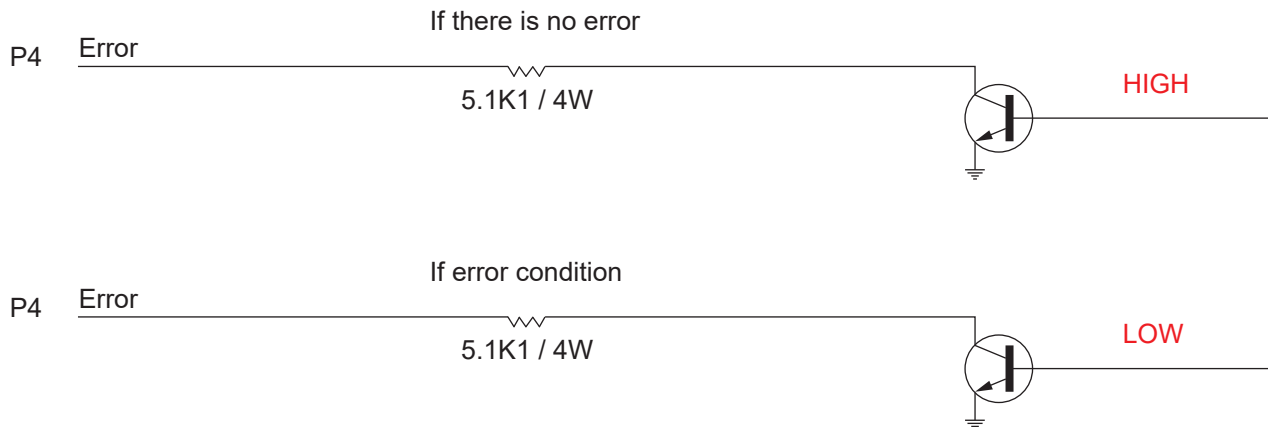 If there is no error
P4 Error
5.1K1 / 4W
HIGH
If error condition
P4 Error
5.1K1 / 4W
LOW